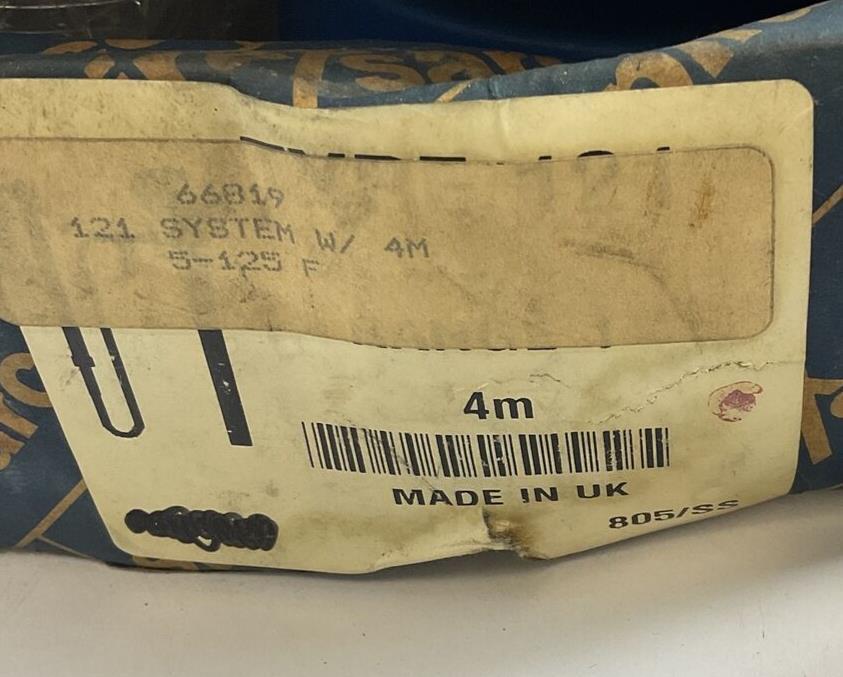 66819
121 SYSTEM W/ 4M
5-125 F
4m
MADE IN UK
805/SS